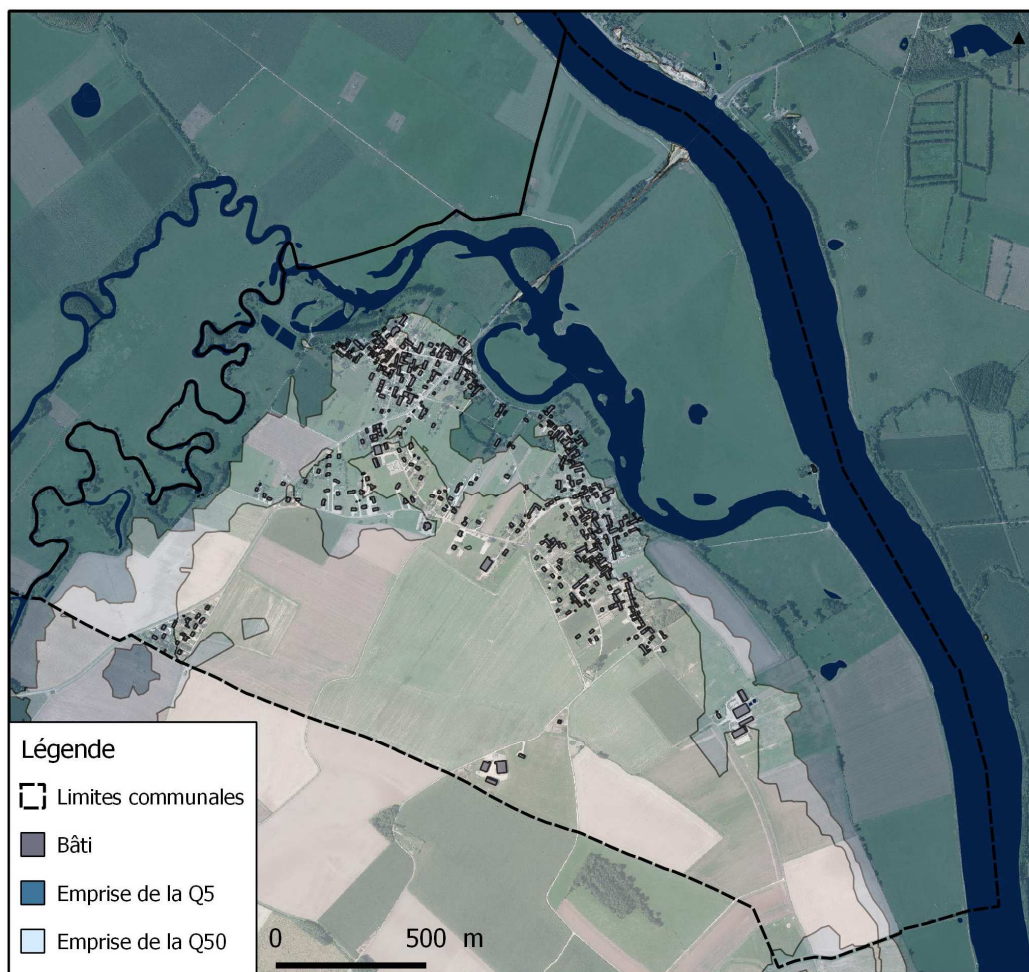 Légende
Limites communales
Bâti
Emprise de la Q5
Emprise de la Q50
0 500 m